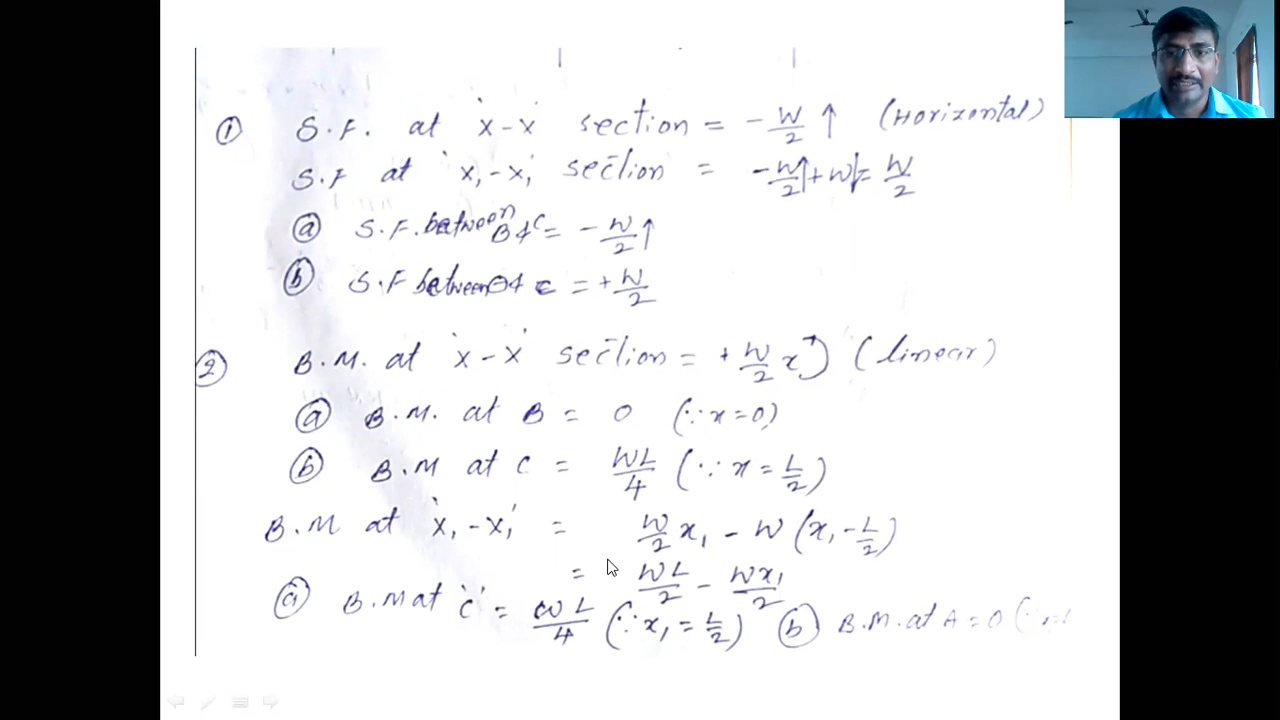 ① S.F. at 'x-x' section = - W/2 ↑ (Horizontal)
S.F at 'x₁-x₁' section = - W/2 ↑ + W↓ = W/2
ⓐ S.F. between B & C = - W/2 ↑
ⓑ S.F between & C = + W/2
② B.M. at 'x-x' section = + W/2 x (linear)
ⓐ B.M. at B = 0 (∵ x=0)
ⓑ B.M at C = WL/4 (∵ x = L/2)
B.M at 'x₁-x₁' = W/2 x₁ - W (x₁ - L/2)
= WL/2 - Wx₁/2
ⓐ B.M at 'C' = WL/4 (∵ x₁ = L/2) ⓑ B.M. at A = 0 (∵